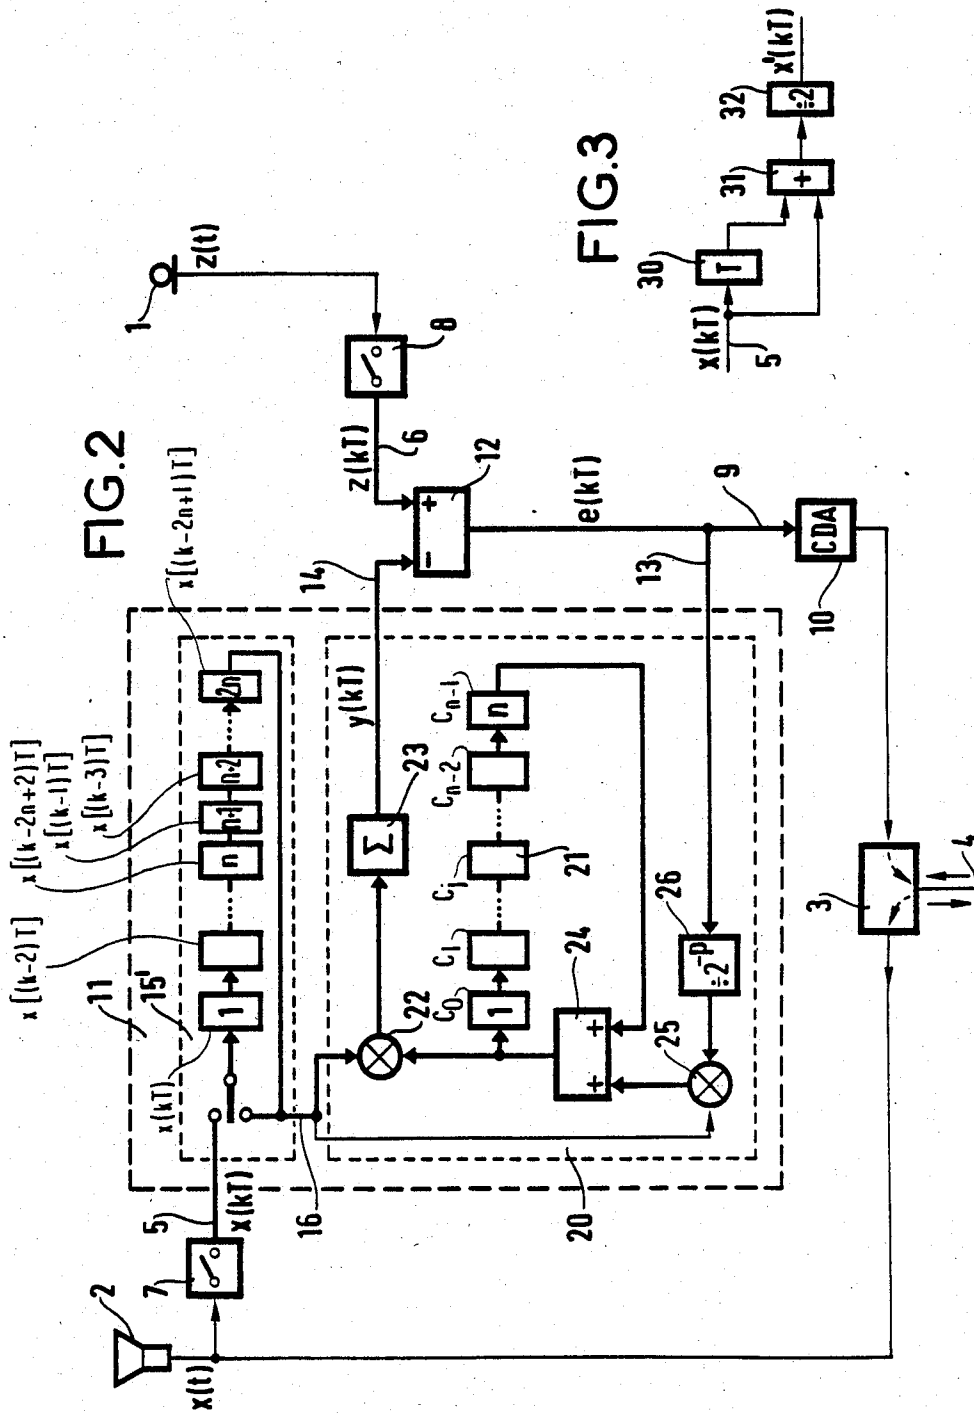 FIG.2
2
x(t)
7
5
x(kT)
11
15'
x(kT)
1
x[(k-2)T]
n
x[(k-2n+2)T]
n+1
x[(k-1)T]
n+2
x[(k-3)T]
2n
x[(k-2n+1)T]
16
20
22
Σ
23
y(kT)
14
C0
1
C1
Cj
21
Cn-2
Cn-1
n
24
+
+
25
÷2-P
26
13
1
z(t)
8
z(kT)
6
-
+
12
e(kT)
9
CDA
10
3
4
FIG.3
x(kT)
5
30
T
31
+
32
÷2
x'(kT)